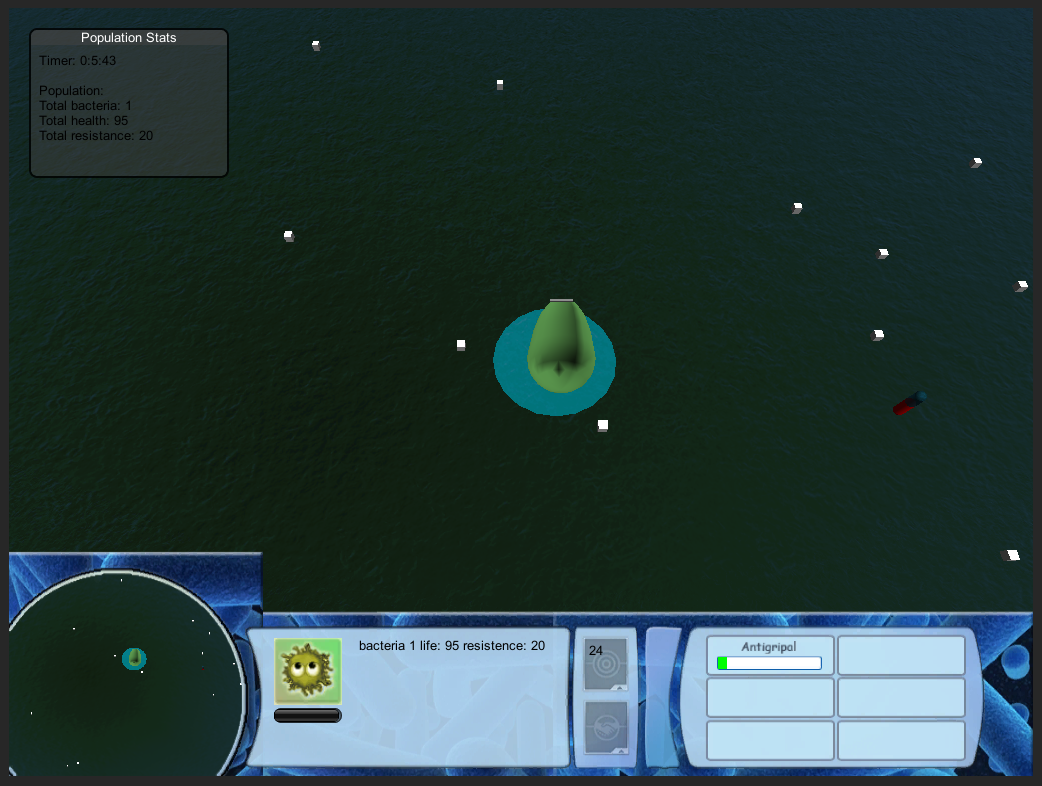 Population Stats
Timer: 0:5:43
Population:
Total bacteria: 1
Total health: 95
Total resistance: 20
bacteria 1 life: 95 resistence: 20
24
Antigripal